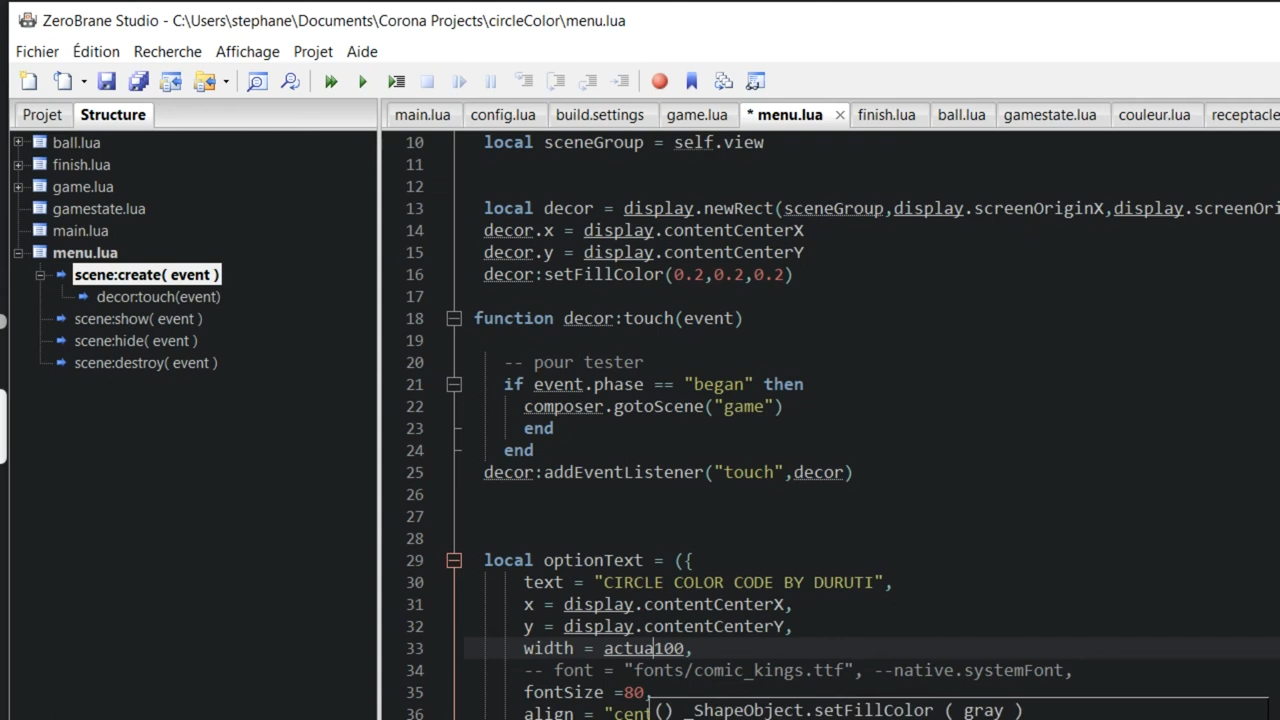 ZeroBrane Studio - C:\Users\stephane\Documents\Corona Projects\circleColor\menu.lua
Fichier Édition Recherche Affichage Projet Aide
Projet Structure
main.lua config.lua build.settings game.lua * menu.lua finish.lua ball.lua gamestate.lua couleur.lua receptacle
ball.lua
finish.lua
game.lua
gamestate.lua
main.lua
menu.lua
scene:create( event )
decor:touch(event)
scene:show( event )
scene:hide( event )
scene:destroy( event )
10 local sceneGroup = self.view
11
12
13 local decor = display.newRect(sceneGroup,display.screenOriginX,display.screenOri
14 decor.x = display.contentCenterX
15 decor.y = display.contentCenterY
16 decor:setFillColor(0.2,0.2,0.2)
17
18 function decor:touch(event)
19
20 -- pour tester
21 if event.phase == "began" then
22 composer.gotoScene("game")
23 end
24 end
25 decor:addEventListener("touch",decor)
26
27
28
29 local optionText = ({
30 text = "CIRCLE COLOR CODE BY DURUTI",
31 x = display.contentCenterX,
32 y = display.contentCenterY,
33 width = actua100,
34 -- font = "fonts/comic_kings.ttf", --native.systemFont,
35 fontSize =80,
36 align = "cent
() _ShapeObject.setFillColor ( gray )